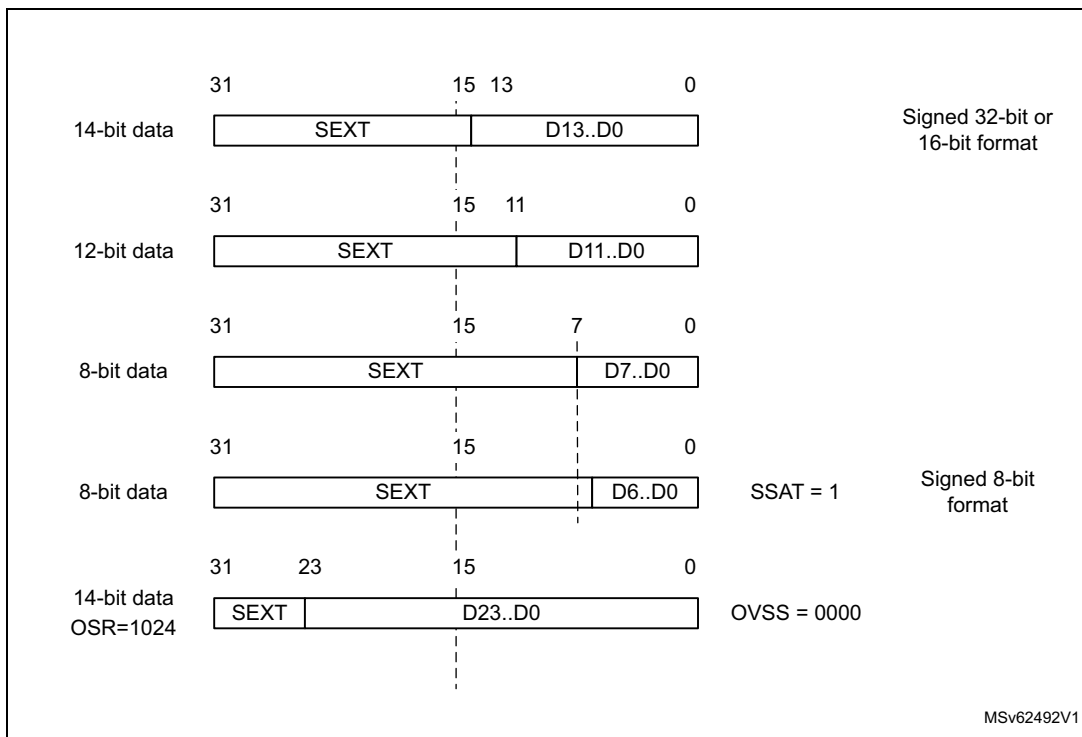 31 15 13 0
14-bit data SEXT D13..D0 Signed 32-bit or
16-bit format
31 15 11 0
12-bit data SEXT D11..D0
31 15 7 0
8-bit data SEXT D7..D0
31 15 0
8-bit data SEXT D6..D0 SSAT = 1 Signed 8-bit
format
31 23 15 0
14-bit data
OSR=1024 SEXT D23..D0 OVSS = 0000
MSv62492V1